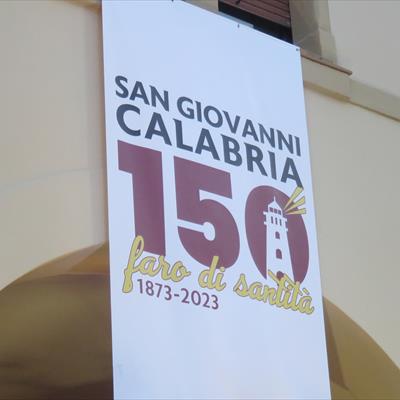 SAN GIOVANNI
CALABRIA
150
faro di santità
1873-2023